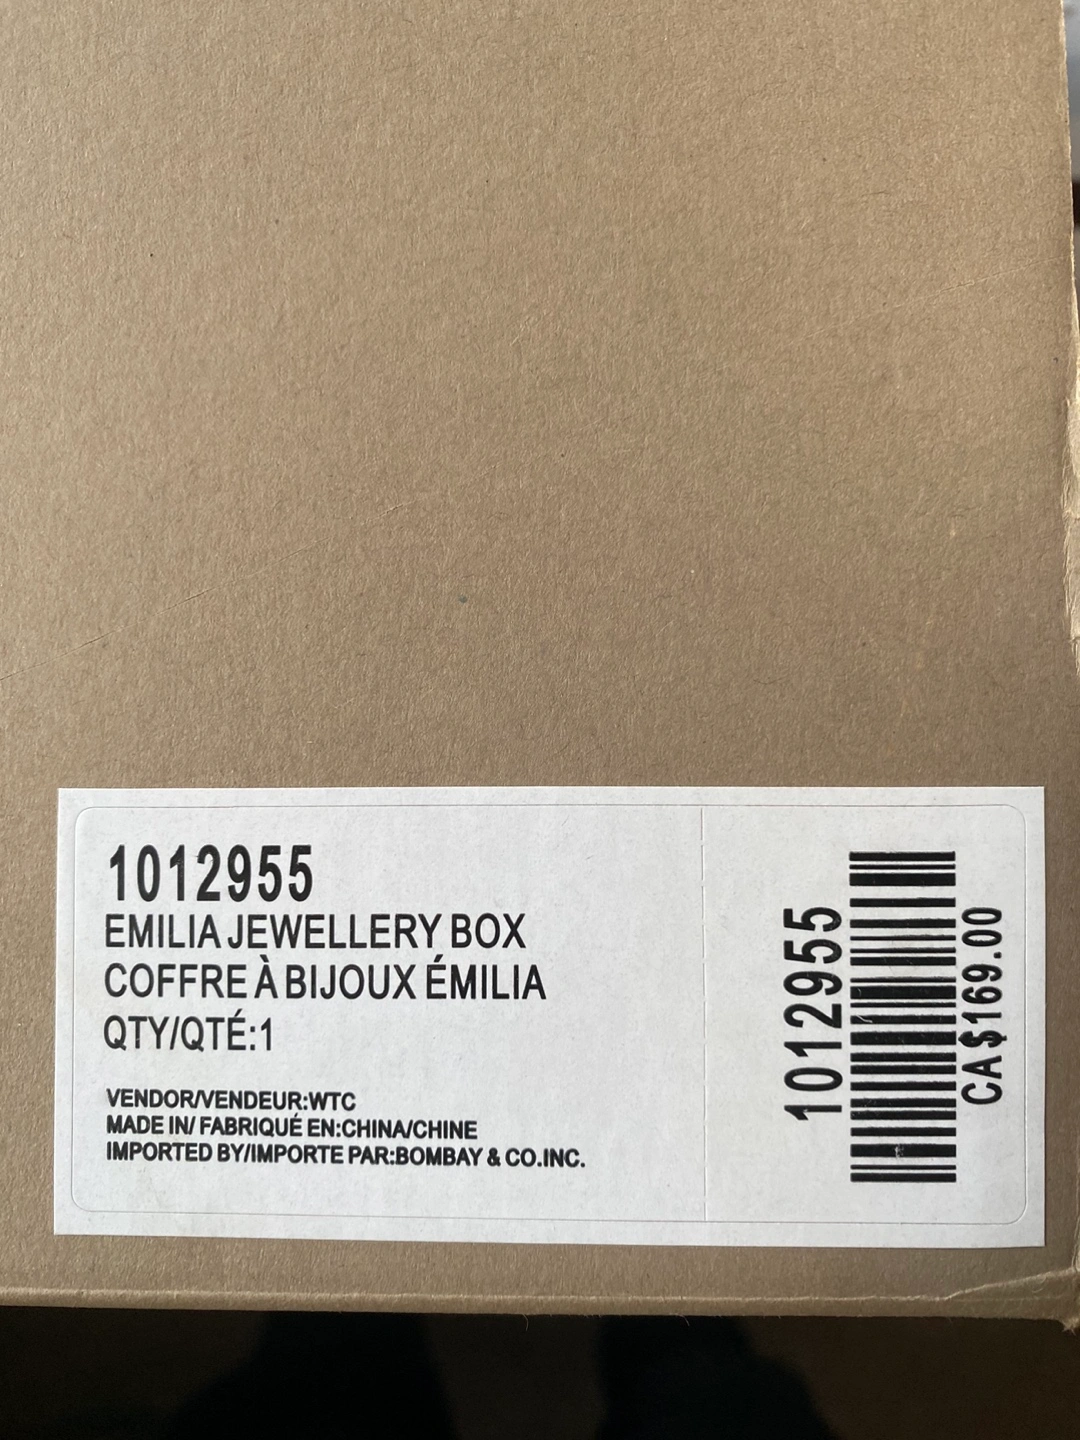 1012955
EMILIA JEWELLERY BOX
COFFRE À BIJOUX ÉMILIA
QTY/QTÉ:1
VENDOR/VENDEUR:WTC
MADE IN/ FABRIQUÉ EN:CHINA/CHINE
IMPORTED BY/IMPORTE PAR:BOMBAY & CO.INC.
1012955
CA$169.00